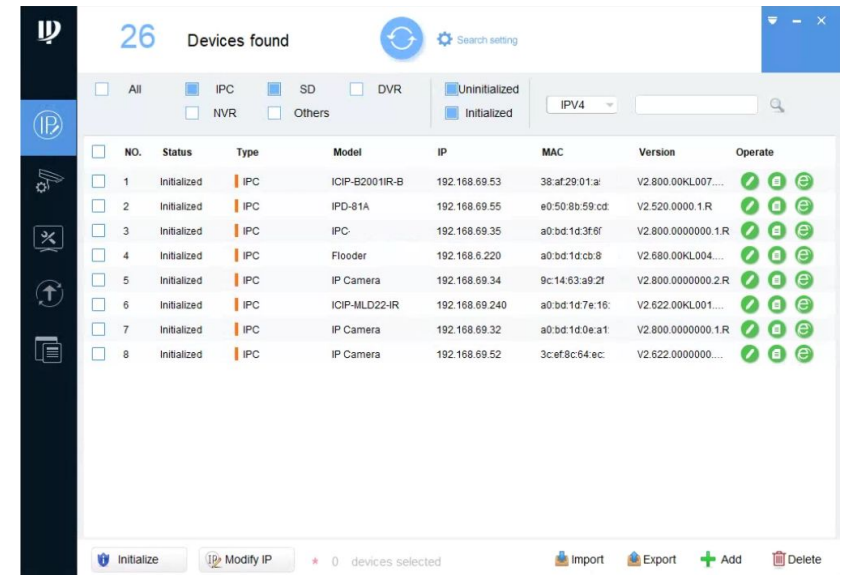 26 Devices found Search setting
All IPC SD DVR Uninitialized
NVR Others Initialized IPV4
NO. Status Type Model IP MAC Version Operate
1 Initialized IPC ICIP-B2001IR-B 192.168.69.53 38:af:29:01:a V2.800.00KL007....
2 Initialized IPC IPD-81A 192.168.69.55 e0:50:8b:59:cd: V2.520.0000.1.R
3 Initialized IPC IPC- 192.168.69.35 a0:bd:1d:3f:6f V2.800.0000000.1.R
4 Initialized IPC Flooder 192.168.6.220 a0:bd:1d:cb:8 V2.680.00KL004....
5 Initialized IPC IP Camera 192.168.69.34 9c:14:63:a9:2f V2.800.0000000.2.R
6 Initialized IPC ICIP-MLD22-IR 192.168.69.240 a0:bd:1d:7e:16: V2.622.00KL001....
7 Initialized IPC IP Camera 192.168.69.32 a0:bd:1d:0e:a1: V2.800.0000000.1.R
8 Initialized IPC IP Camera 192.168.69.52 3c:ef:8c:64:ec: V2.622.0000000....
Initialize IP Modify IP * 0 devices selected Import Export Add Delete